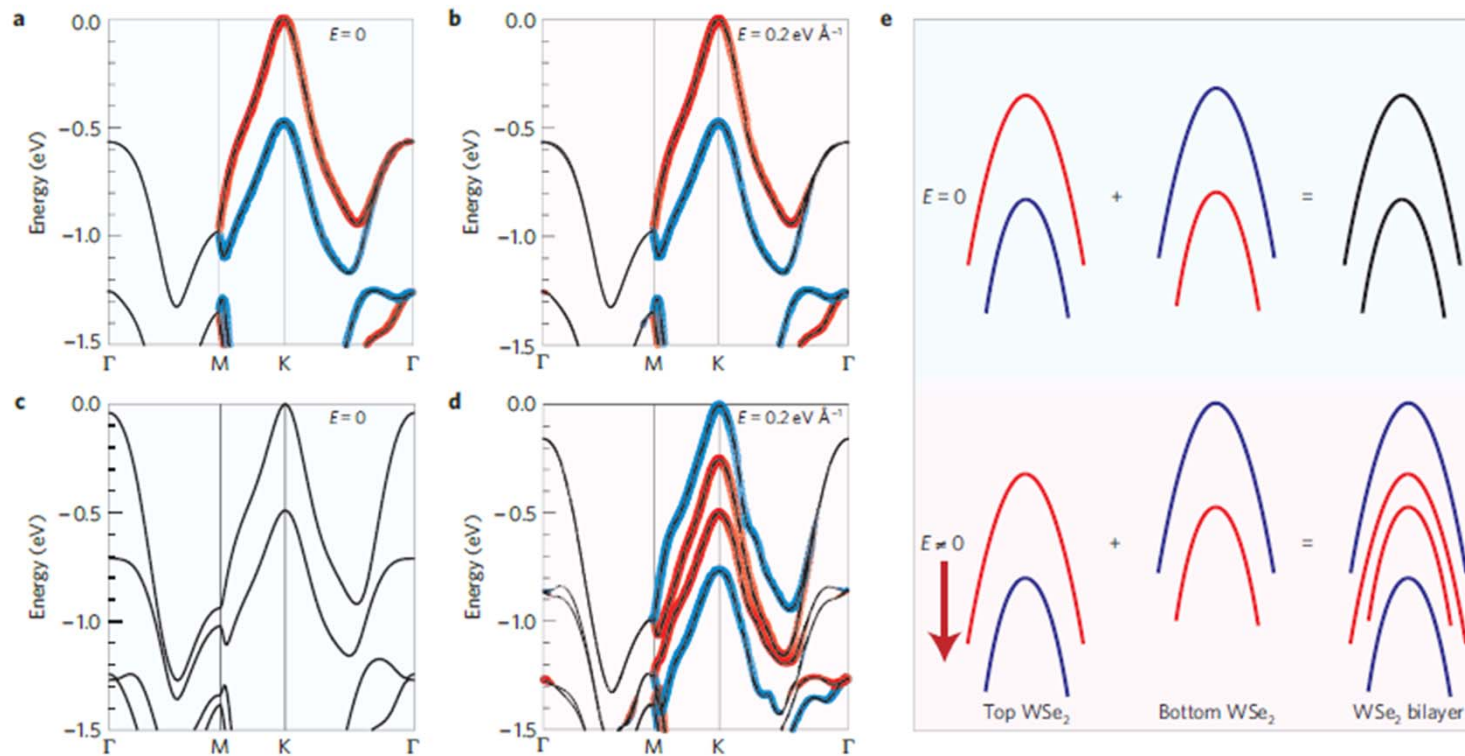 a
E = 0
0.0
−0.5
−1.0
−1.5
Energy (eV)
Γ
M
K
Γ
b
E = 0.2 eV Å⁻¹
0.0
−0.5
−1.0
−1.5
Energy (eV)
Γ
M
K
Γ
c
E = 0
0.0
−0.5
−1.0
−1.5
Energy (eV)
Γ
M
K
Γ
d
E = 0.2 eV Å⁻¹
0.0
−0.5
−1.0
−1.5
Energy (eV)
Γ
M
K
Γ
e
E = 0
+
=
E ≠ 0
+
=
Top WSe₂
Bottom WSe₂
WSe₂ bilayer